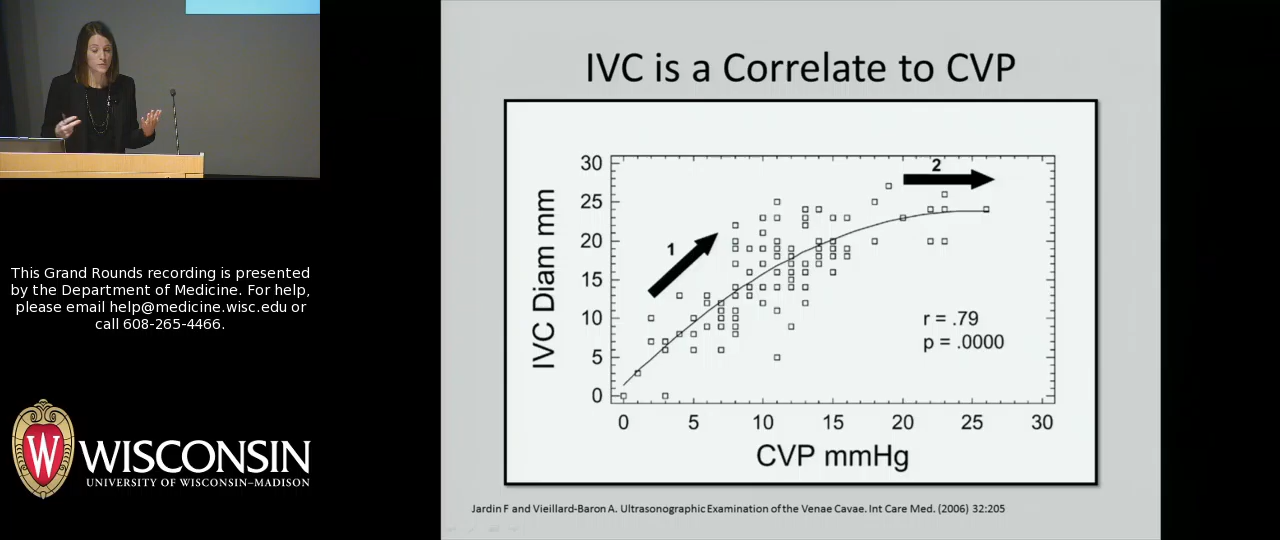 IVC is a Correlate to CVP
30
25
20
15
10
5
0
IVC Diam mm
1
2
r = .79
p = .0000
0 5 10 15 20 25 30
CVP mmHg
Jardin F and Vieillard-Baron A. Ultrasonographic Examination of the Venae Cavae. Int Care Med. (2006) 32:205
This Grand Rounds recording is presented
by the Department of Medicine. For help,
please email help@medicine.wisc.edu or
call 608-265-4466.
W
WISCONSIN
UNIVERSITY OF WISCONSIN–MADISON